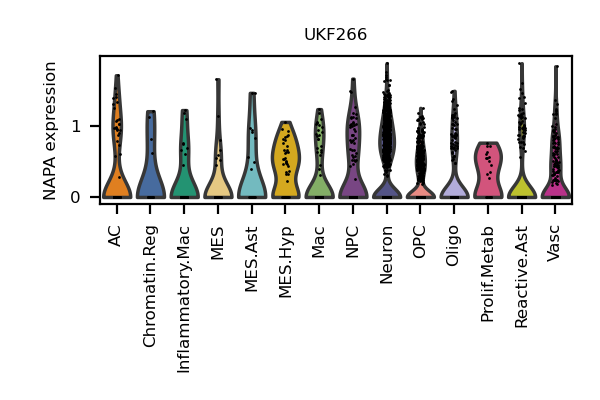 UKF266
NAPA expression
1
0
AC
Chromatin.Reg
Inflammatory.Mac
MES
MES.Ast
MES.Hyp
Mac
NPC
Neuron
OPC
Oligo
Prolif.Metab
Reactive.Ast
Vasc